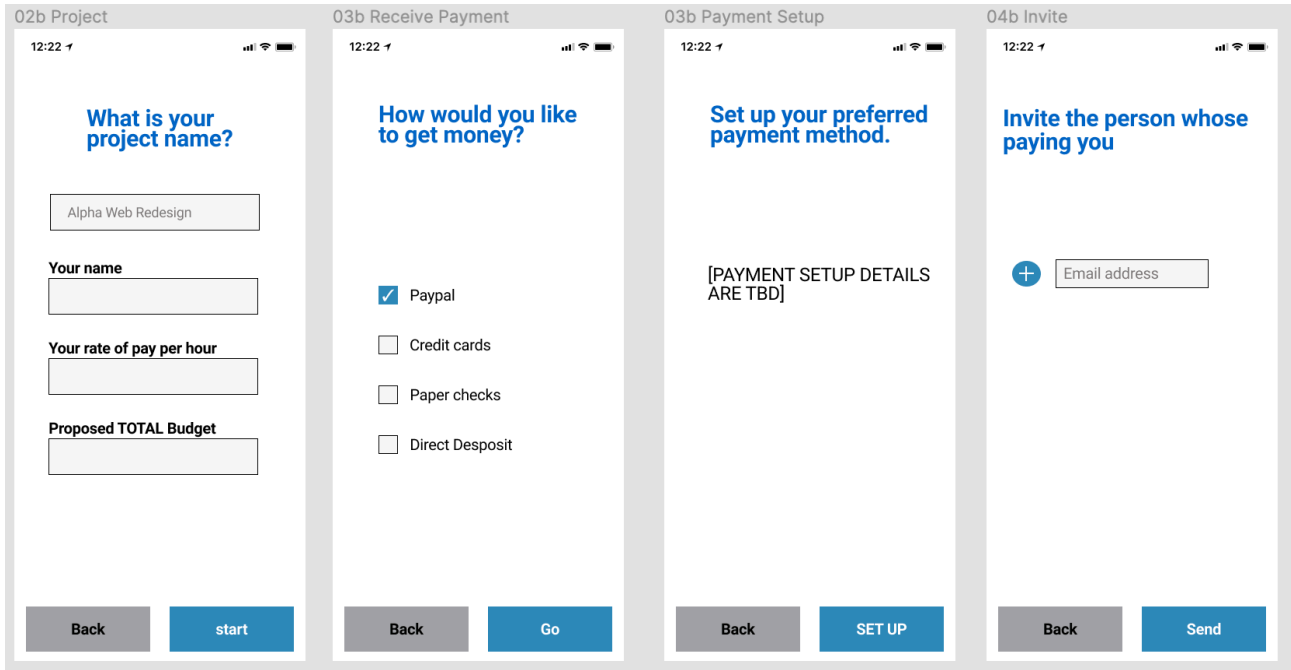 02b Project
12:22
What is your
project name?
Alpha Web Redesign
Your name
Your rate of pay per hour
Proposed TOTAL Budget
Back
start
03b Receive Payment
12:22
How would you like
to get money?
Paypal
Credit cards
Paper checks
Direct Desposit
Back
Go
03b Payment Setup
12:22
Set up your preferred
payment method.
[PAYMENT SETUP DETAILS
ARE TBD]
Back
SET UP
04b Invite
12:22
Invite the person whose
paying you
Email address
Back
Send